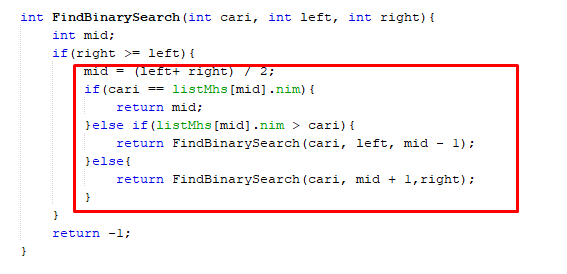 int FindBinarySearch(int cari, int left, int right){
    int mid;
    if(right >= left){
        mid = (left+ right) / 2;
        if(cari == listMhs[mid].nim){
            return mid;
        }else if(listMhs[mid].nim > cari){
            return FindBinarySearch(cari, left, mid - 1);
        }else{
            return FindBinarySearch(cari, mid + 1,right);
        }
    }
    return -1;
}